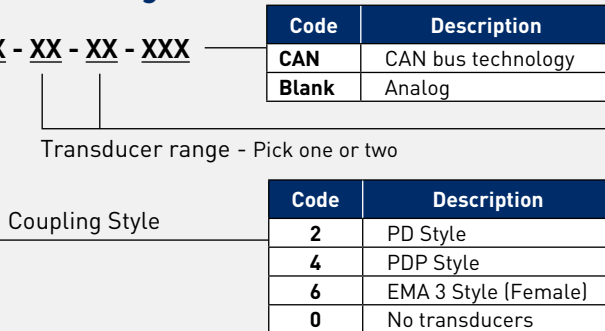 Code Description
X - XX - XX - XXX
CAN CAN bus technology
Blank Analog
Transducer range - Pick one or two
Code Description
Coupling Style
2 PD Style
4 PDP Style
6 EMA 3 Style (Female)
0 No transducers